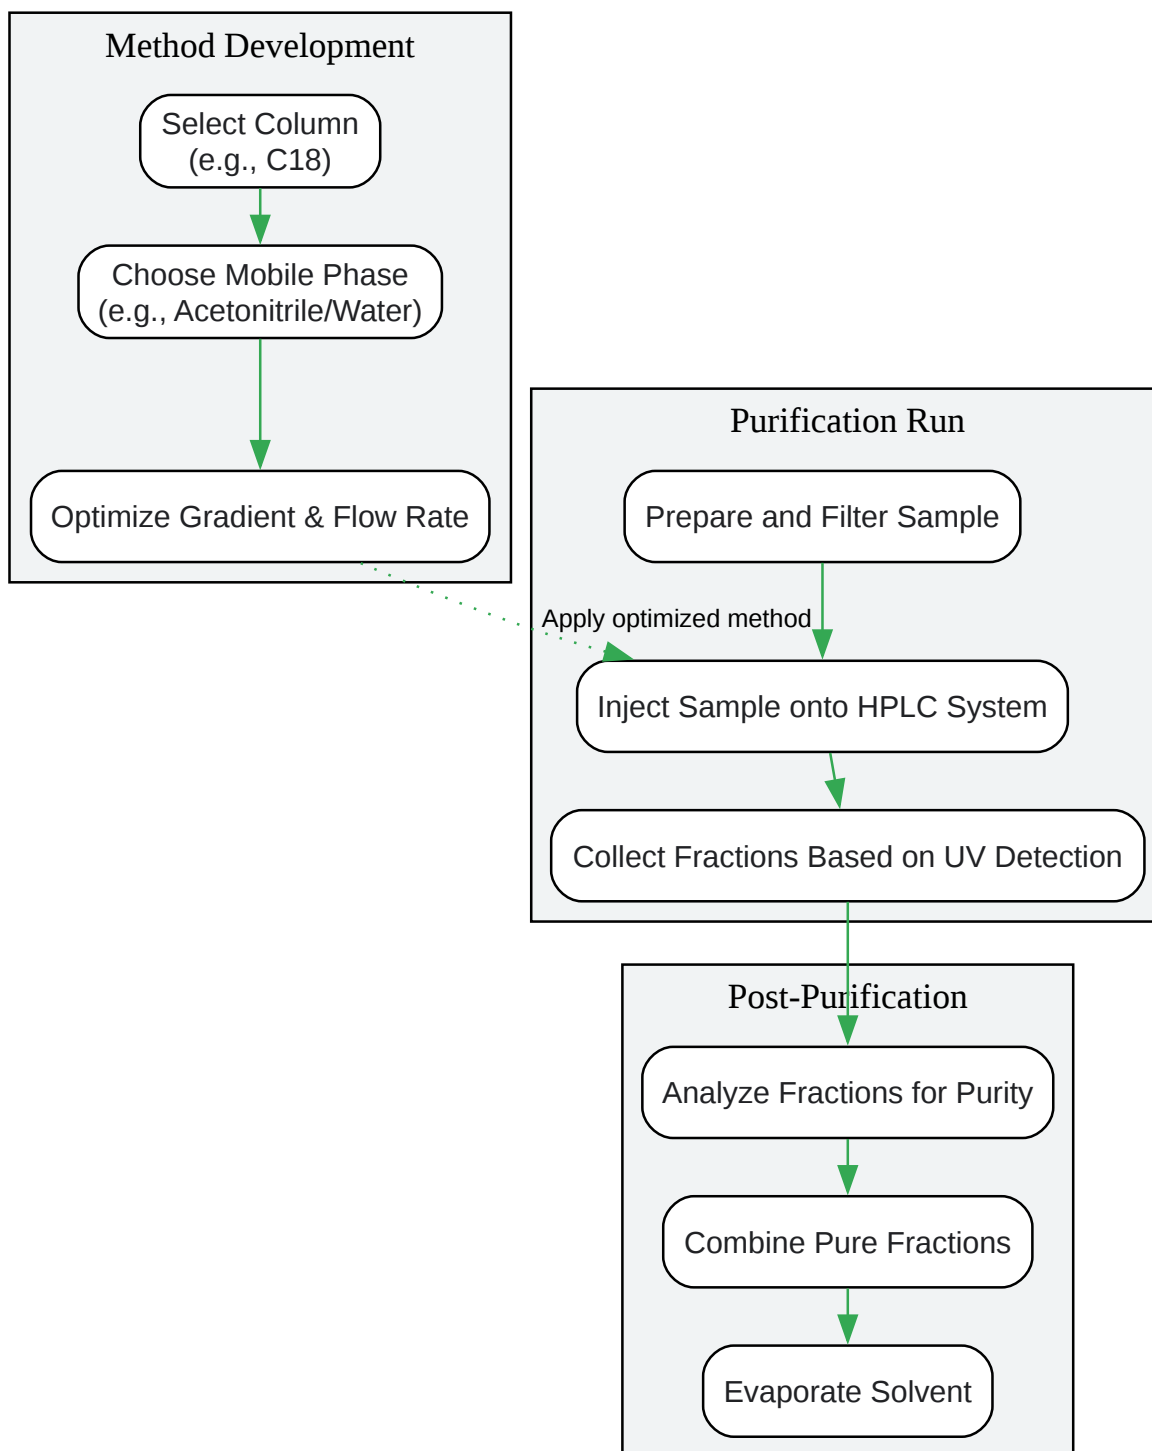 Method Development
Select Column
(e.g., C18)
Choose Mobile Phase
(e.g., Acetonitrile/Water)
Optimize Gradient & Flow Rate
Purification Run
Prepare and Filter Sample
Apply optimized method
Inject Sample onto HPLC System
Collect Fractions Based on UV Detection
Post-Purification
Analyze Fractions for Purity
Combine Pure Fractions
Evaporate Solvent